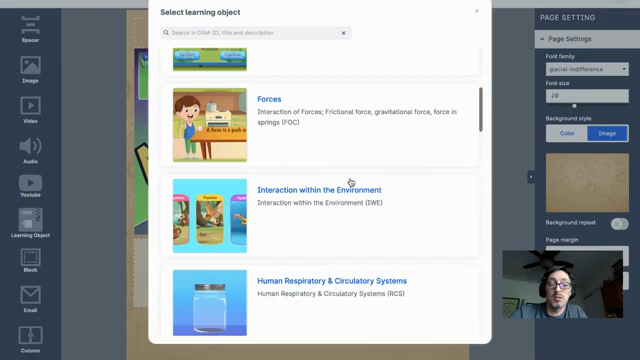 PAGE SETTING
Select learning object
×
Search in OAM-ID, title and description
×
Page Settings
Font family
glacial-indifference
Font size
20
Background style
Color
Image
Background repeat
Page margin
Spacer
Image
Video
Audio
Youtube
OAM
Learning Object
Block
Email
Column
Forces
Interaction of Forces; Frictional force, gravitational force, force in
springs (FOC)
A force is a push or
Interaction within the Environment
Interaction within the Environment (IWE)
Human Respiratory & Circulatory Systems
Human Respiratory & Circulatory Systems (RCS)